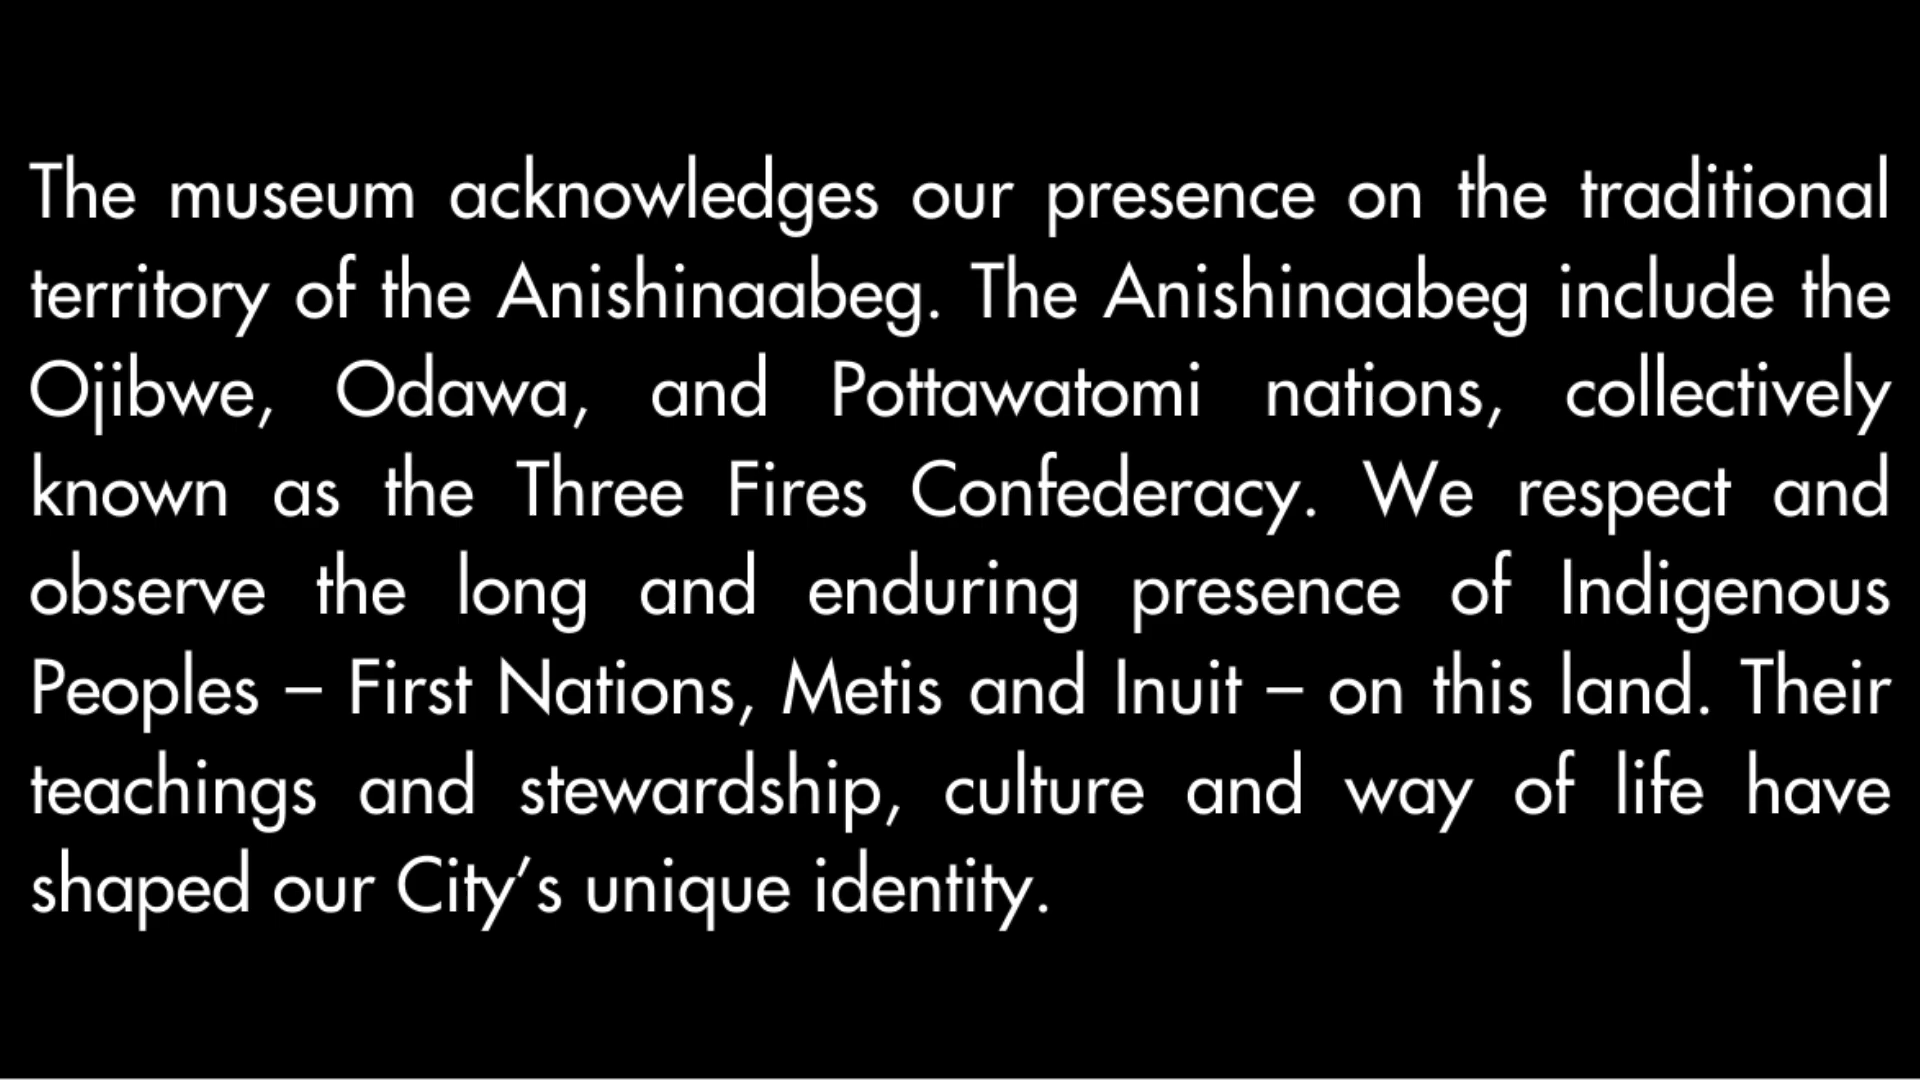 The museum acknowledges our presence on the traditional
territory of the Anishinaabeg. The Anishinaabeg include the
Ojibwe, Odawa, and Pottawatomi nations, collectively
known as the Three Fires Confederacy. We respect and
observe the long and enduring presence of Indigenous
Peoples – First Nations, Metis and Inuit – on this land. Their
teachings and stewardship, culture and way of life have
shaped our City’s unique identity.